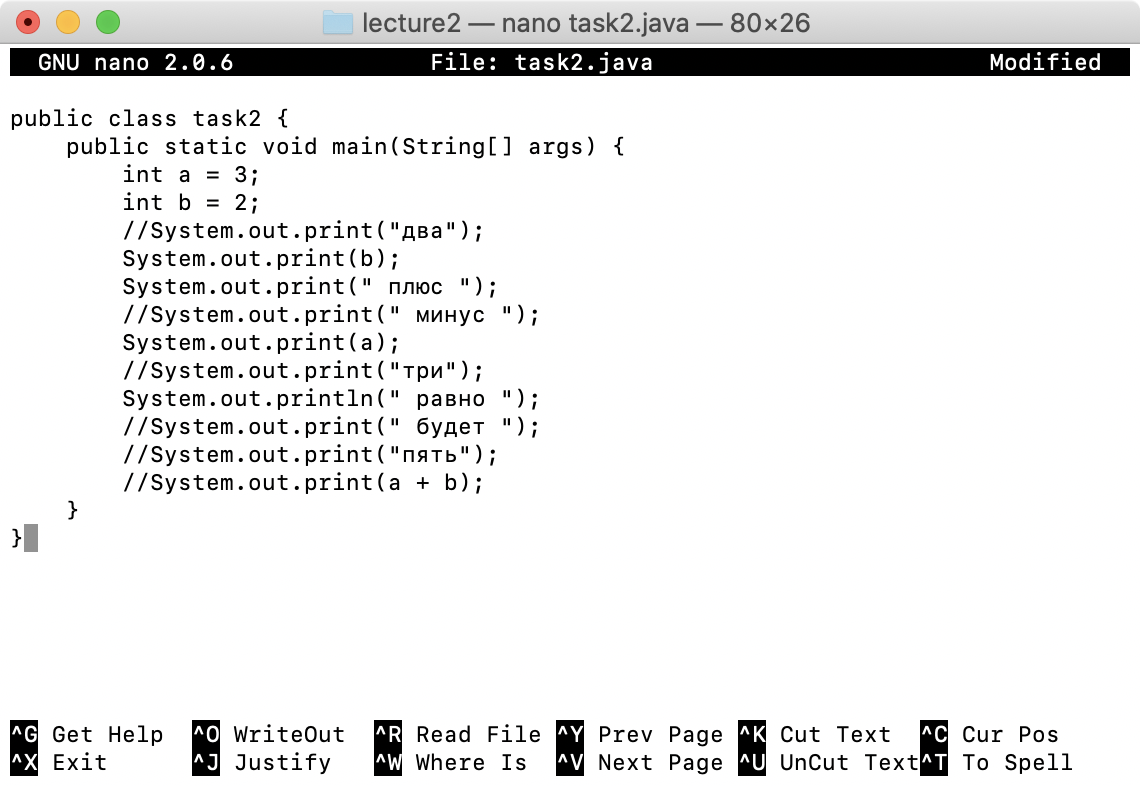 lecture2 — nano task2.java — 80×26
GNU nano 2.0.6 File: task2.java Modified
public class task2 {
    public static void main(String[] args) {
        int a = 3;
        int b = 2;
        //System.out.print("два");
        System.out.print(b);
        System.out.print(" плюс ");
        //System.out.print(" минус ");
        System.out.print(a);
        //System.out.print("три");
        System.out.println(" равно ");
        //System.out.print(" будет ");
        //System.out.print("пять");
        //System.out.print(a + b);
    }
}
^G Get Help ^O WriteOut ^R Read File ^Y Prev Page ^K Cut Text ^C Cur Pos
^X Exit ^J Justify ^W Where Is ^V Next Page ^U UnCut Text ^T To Spell